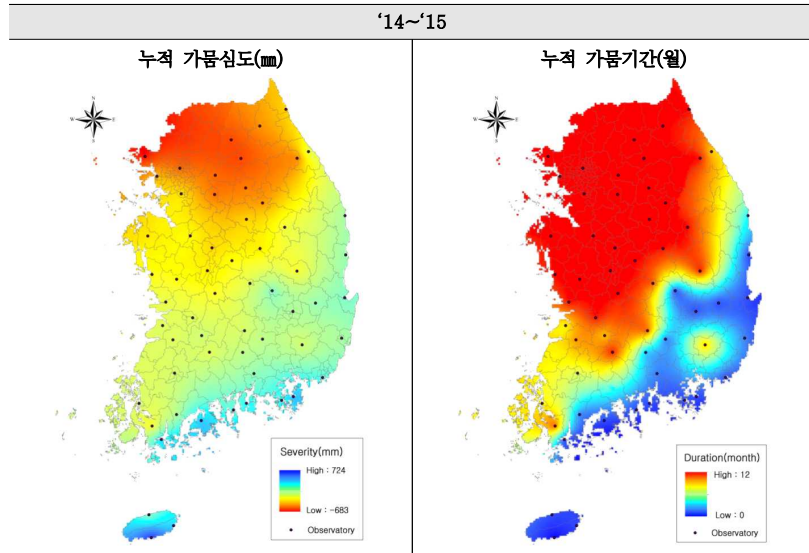 ‘14~‘15
누적 가뭄심도(㎜)
누적 가뭄기간(월)
N
W E
S
N
W E
S
Severity(mm)
High : 724
Low : -683
Observatory
Duration(month)
High : 12
Low : 0
Observatory